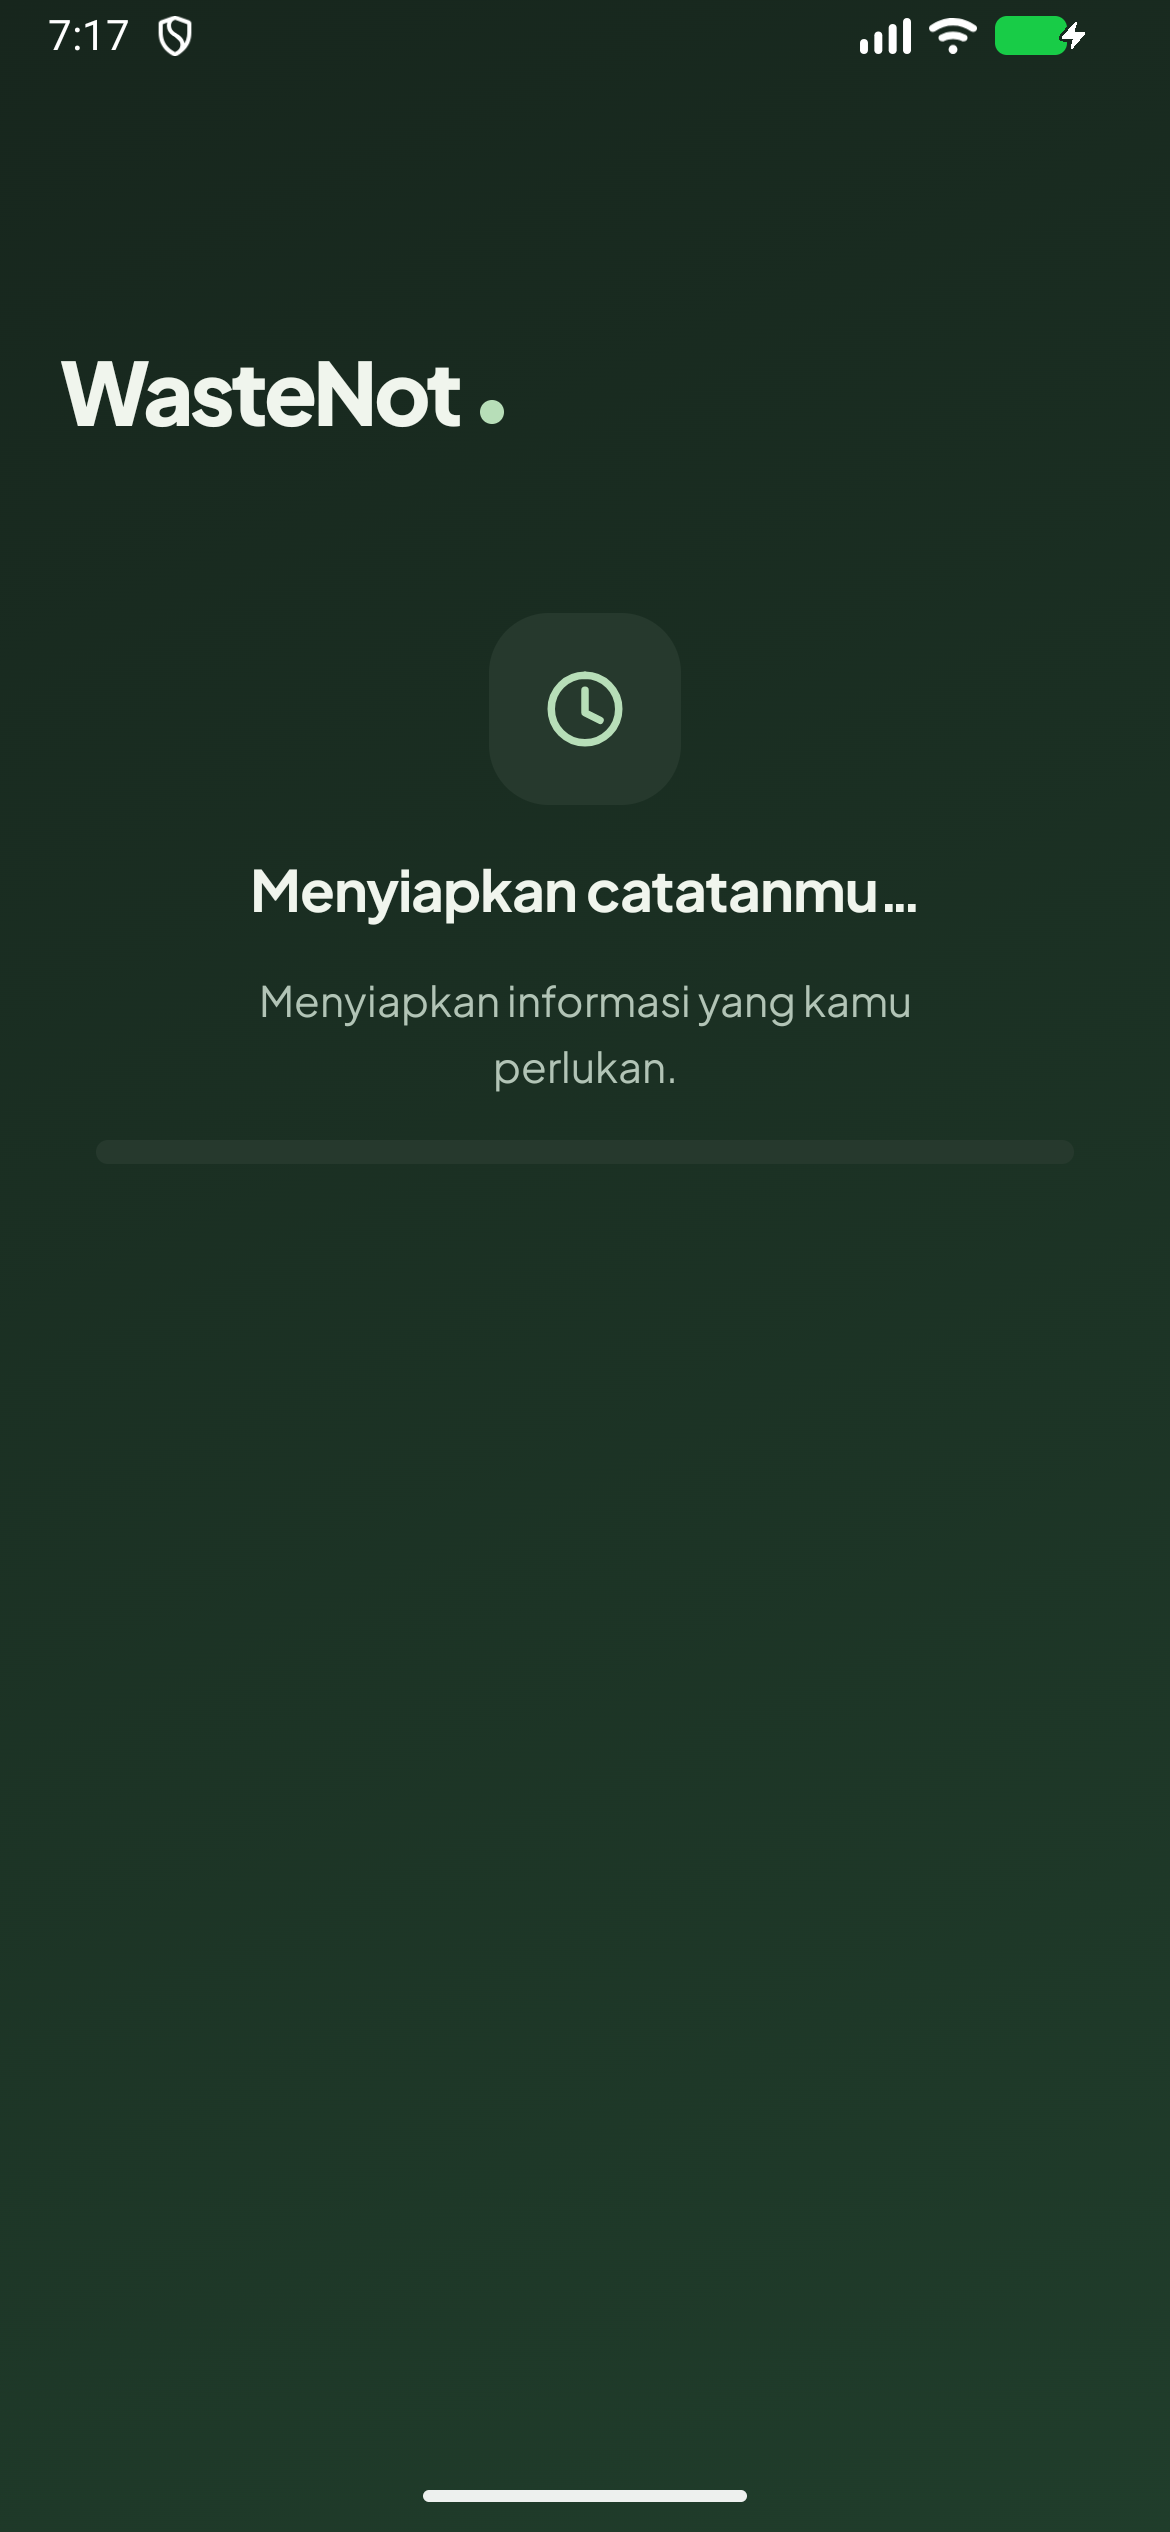 7:17
WasteNot.
Menyiapkan catatanmu...
Menyiapkan informasi yang kamu
perlukan.